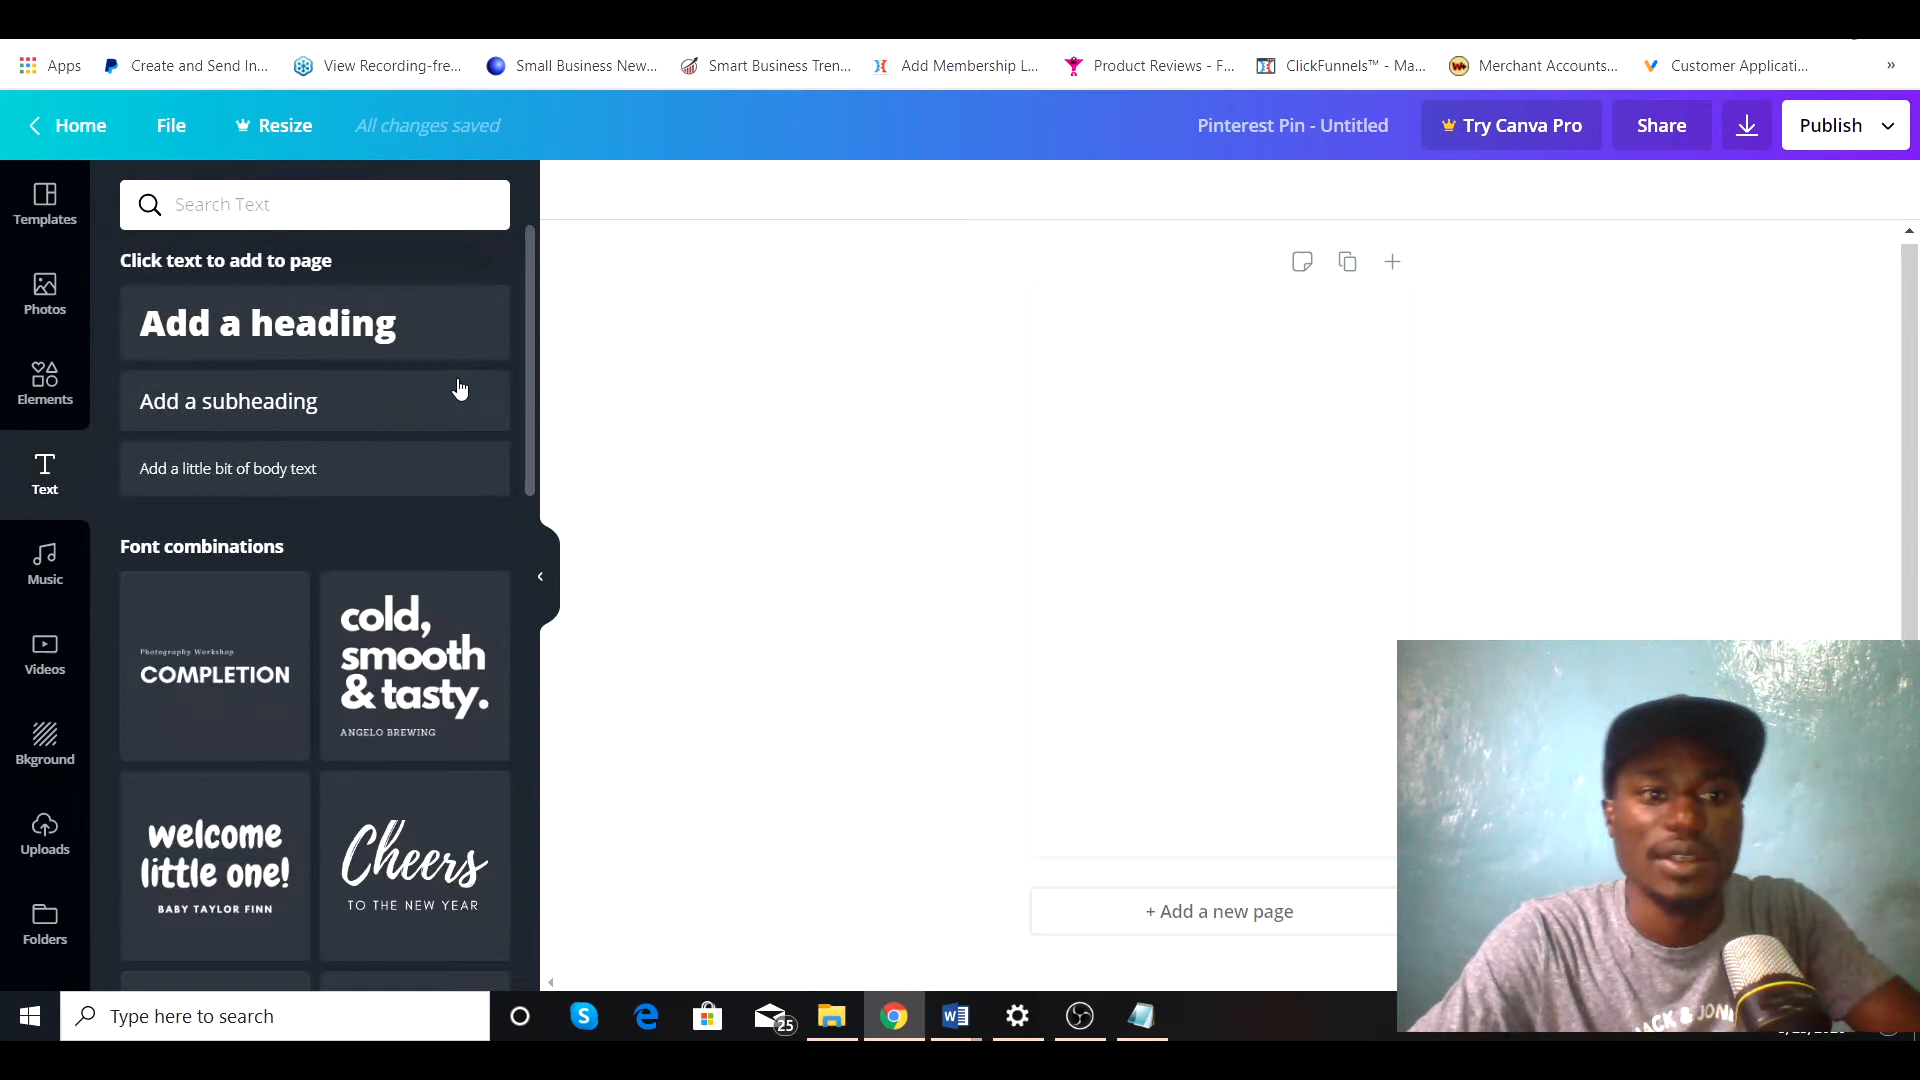 Apps
Create and Send In...
View Recording-fre...
Small Business New...
Smart Business Tren...
Add Membership L...
Product Reviews - F...
ClickFunnels™ - Ma...
Merchant Accounts...
Customer Applicati...
»
Home
File
Resize
All changes saved
Pinterest Pin - Untitled
Try Canva Pro
Share
Publish
Templates
Photos
Elements
Text
Music
Videos
Bkground
Uploads
Folders
Search Text
Click text to add to page
Add a heading
Add a subheading
Add a little bit of body text
Font combinations
Photography Workshop
COMPLETION
cold,
smooth
& tasty.
ANGELO BREWING
welcome
little one!
BABY TAYLOR FINN
Cheers
TO THE NEW YEAR
+ Add a new page
Type here to search
25